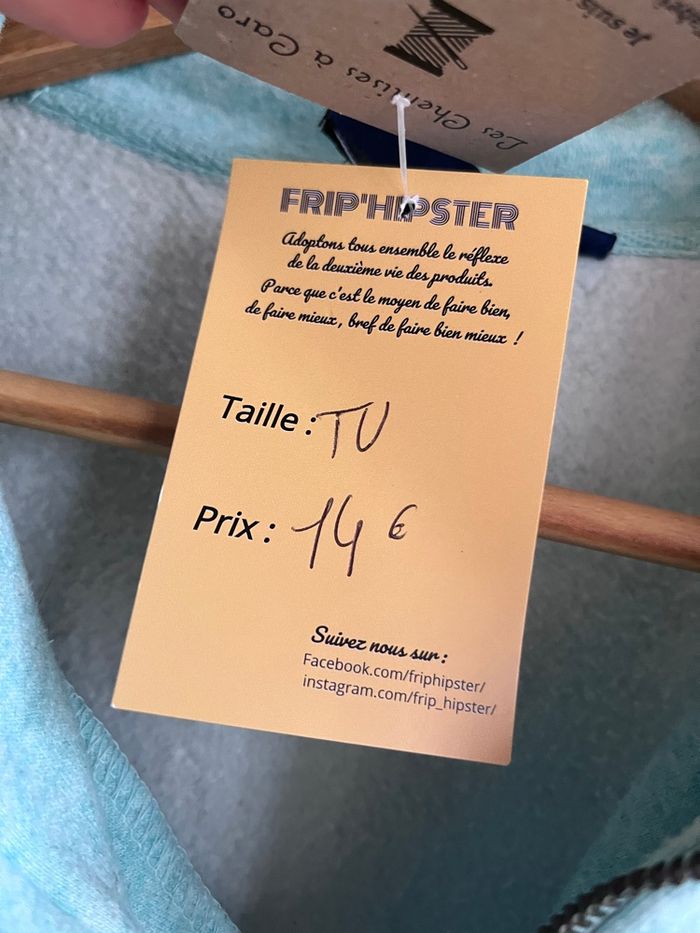 Les Chemises à Caro
Je suis
FRIP'HIPSTER
Adoptons tous ensemble le réflexe
de la deuxième vie des produits.
Parce que c'est le moyen de faire bien,
de faire mieux, bref de faire bien mieux !
Taille : TU
Prix : 14 €
Suivez nous sur :
Facebook.com/friphipster/
instagram.com/frip_hipster/